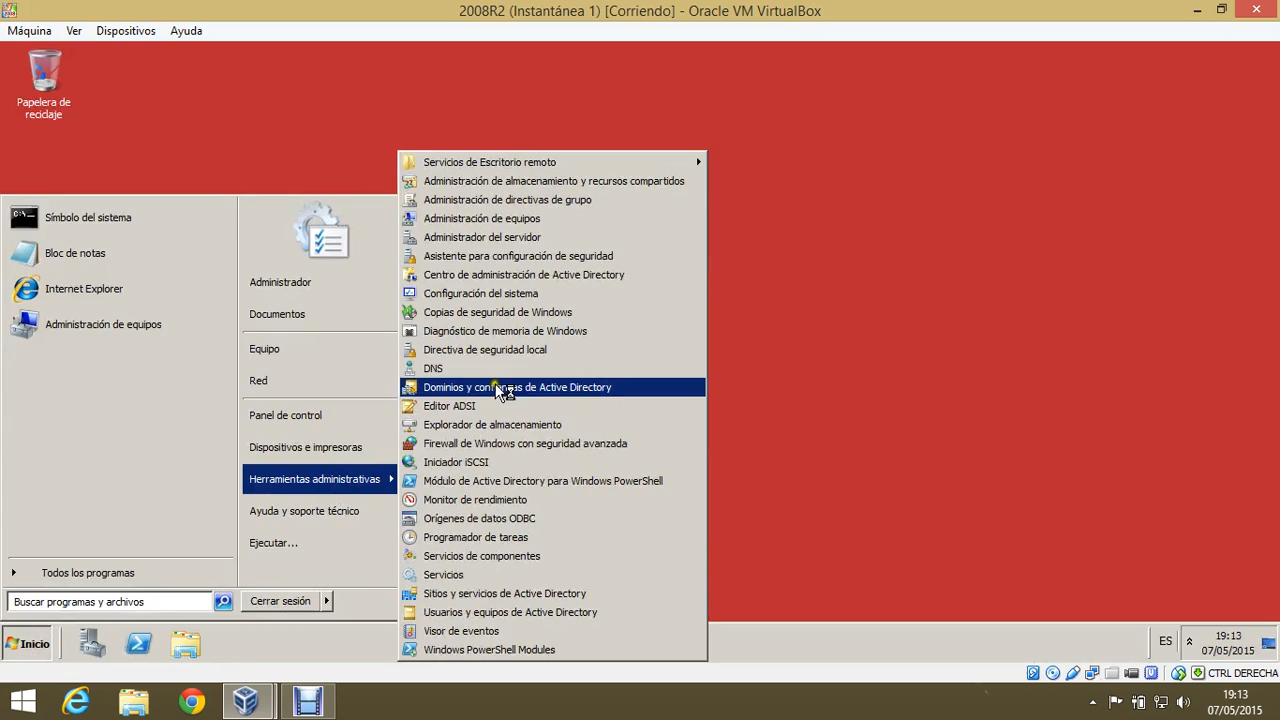 2008R2 (Instantánea 1) [Corriendo] - Oracle VM VirtualBox
Máquina Ver Dispositivos Ayuda
Papelera de
reciclaje
Símbolo del sistema
Bloc de notas
Internet Explorer
Administración de equipos
Todos los programas
Buscar programas y archivos
Administrador
Documentos
Equipo
Red
Panel de control
Dispositivos e impresoras
Herramientas administrativas
Ayuda y soporte técnico
Ejecutar...
Cerrar sesión
Servicios de Escritorio remoto
Administración de almacenamiento y recursos compartidos
Administración de directivas de grupo
Administración de equipos
Administrador del servidor
Asistente para configuración de seguridad
Centro de administración de Active Directory
Configuración del sistema
Copias de seguridad de Windows
Diagnóstico de memoria de Windows
Directiva de seguridad local
DNS
Dominios y confianzas de Active Directory
Editor ADSI
Explorador de almacenamiento
Firewall de Windows con seguridad avanzada
Iniciador iSCSI
Módulo de Active Directory para Windows PowerShell
Monitor de rendimiento
Orígenes de datos ODBC
Programador de tareas
Servicios de componentes
Servicios
Sitios y servicios de Active Directory
Usuarios y equipos de Active Directory
Visor de eventos
Windows PowerShell Modules
Inicio
ES
19:13
07/05/2015
CTRL DERECHA
19:13
07/05/2015